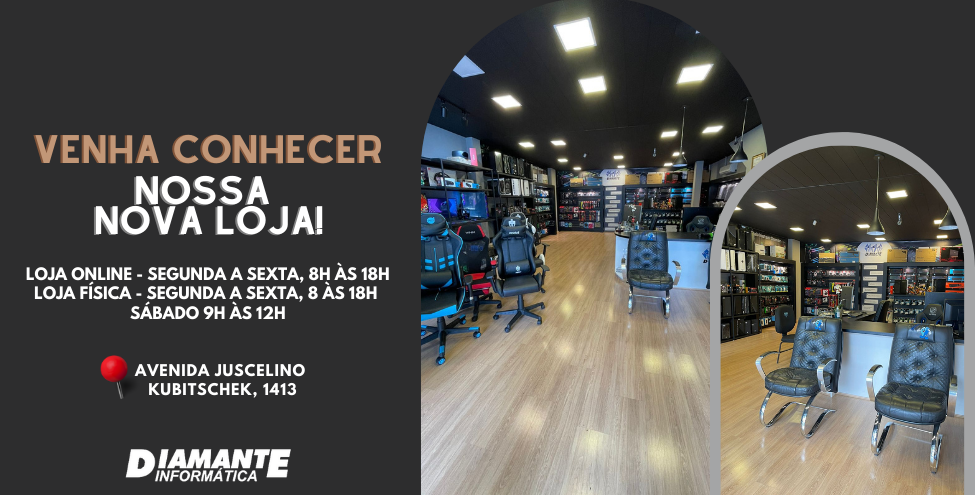 VENHA CONHECER
NOSSA
NOVA LOJA!
LOJA ONLINE - SEGUNDA A SEXTA, 8H ÀS 18H
LOJA FÍSICA - SEGUNDA A SEXTA, 8 ÀS 18H
SÁBADO 9H ÀS 12H
AVENIDA JUSCELINO
KUBITSCHEK, 1413
DIAMANTE
INFORMÁTICA